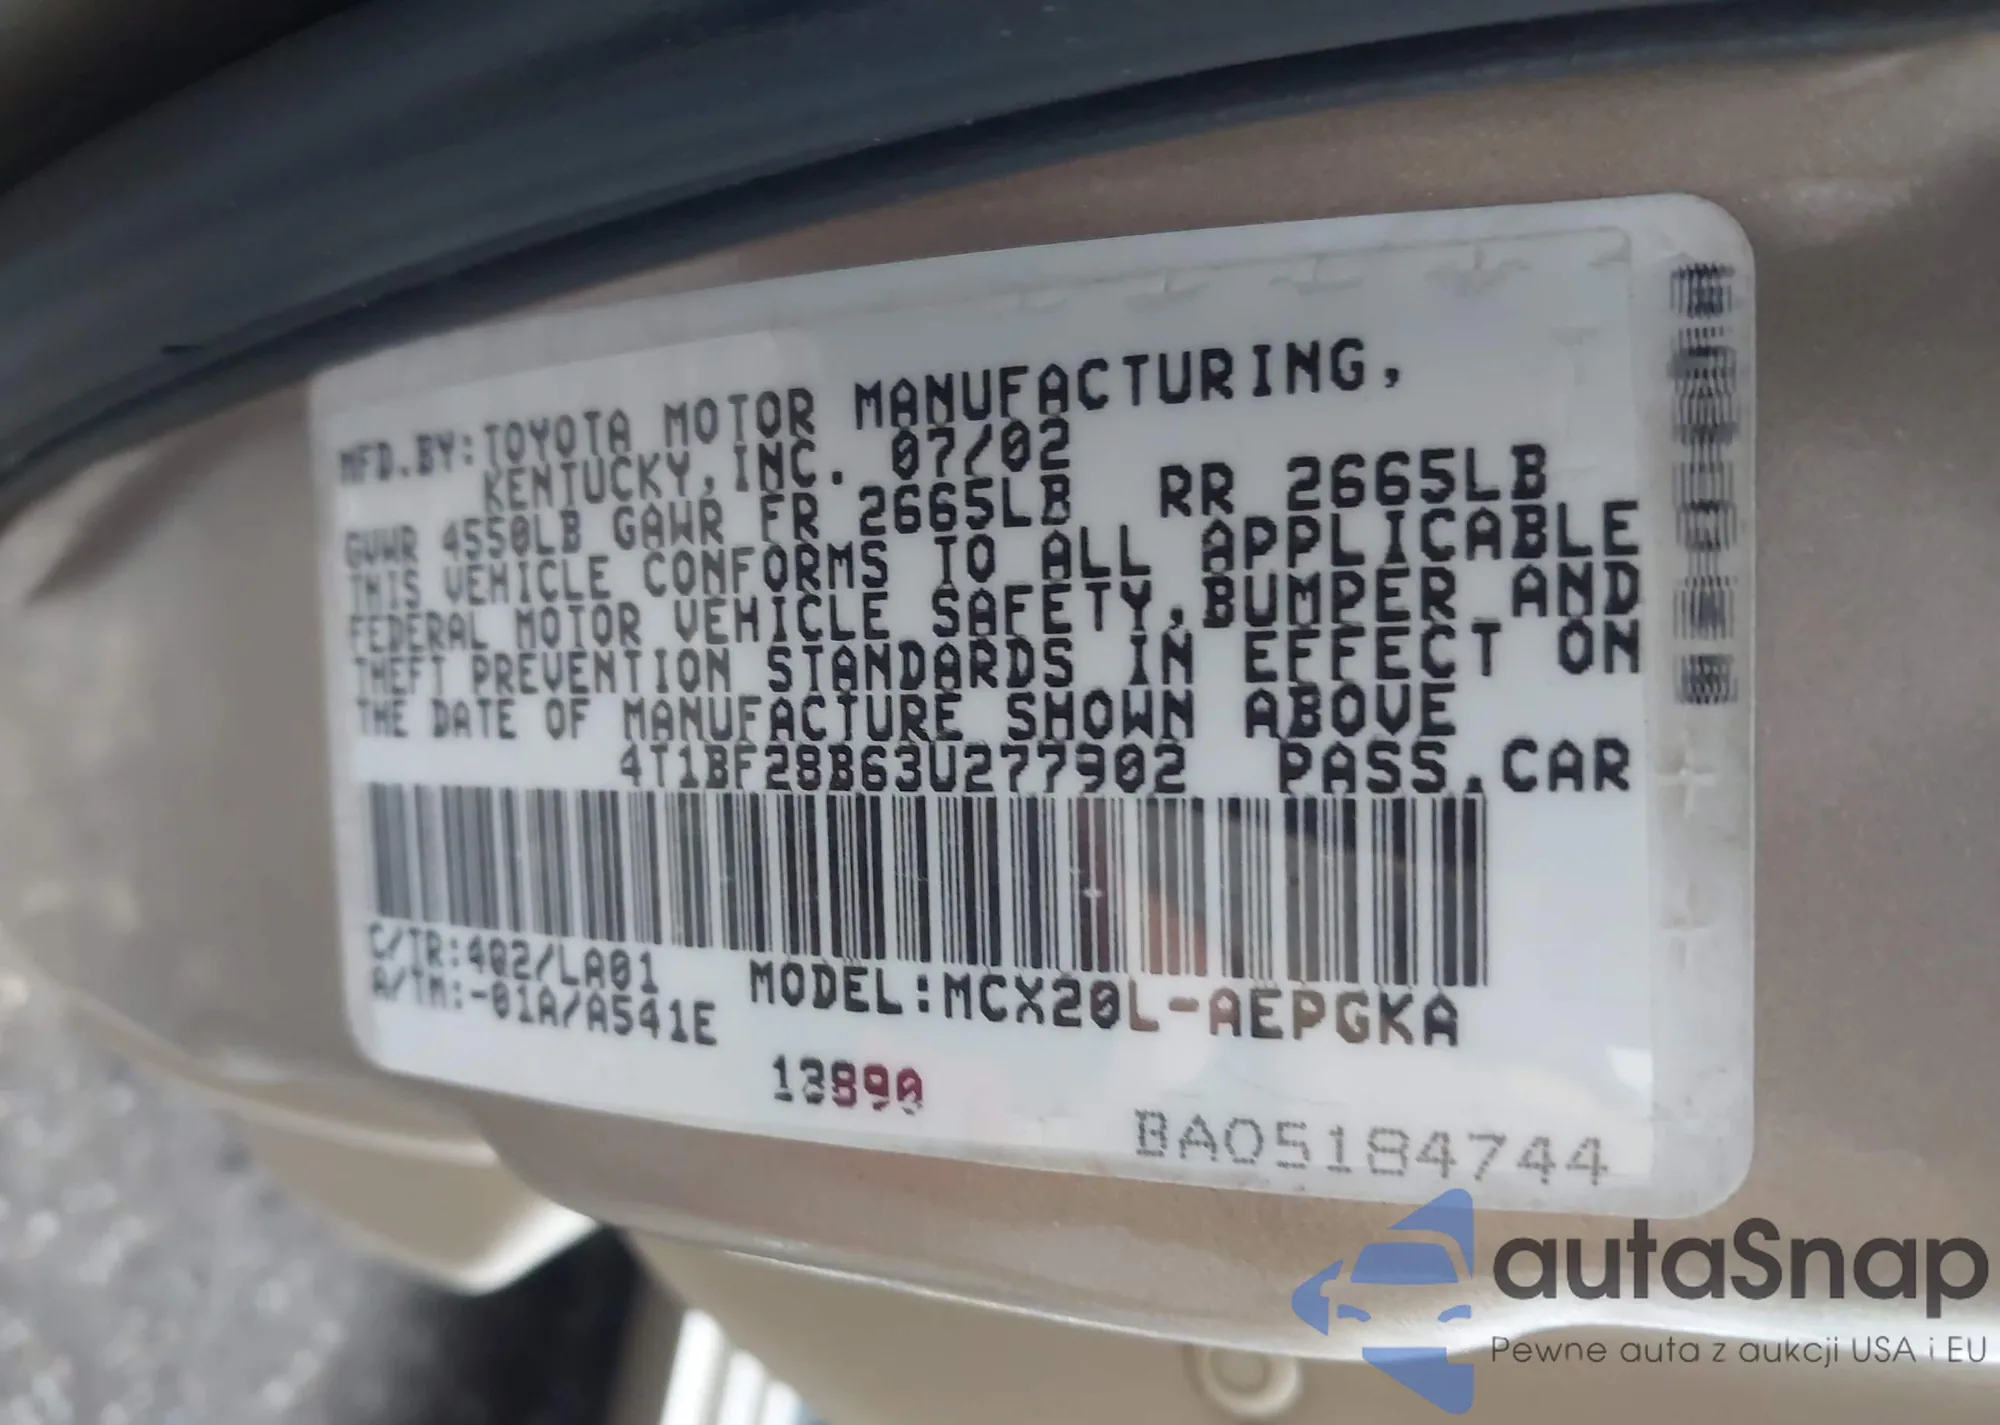 MFD.BY:TOYOTA MOTOR MANUFACTURING,
KENTUCKY,INC. 07/02
GVWR 4550LB GAWR FR 2665LB RR 2665LB
THIS VEHICLE CONFORMS TO ALL APPLICABLE
FEDERAL MOTOR VEHICLE SAFETY,BUMPER AND
THEFT PREVENTION STANDARDS IN EFFECT ON
THE DATE OF MANUFACTURE SHOWN ABOVE
4T1BF28B63U277902 PASS.CAR
C/TR:4Q2/LA01
A/TM:-01A/A541E
MODEL:MCX20L-AEPGKA
13890
BA05184744
autaSnap
Pewne auta z aukcji USA i EU